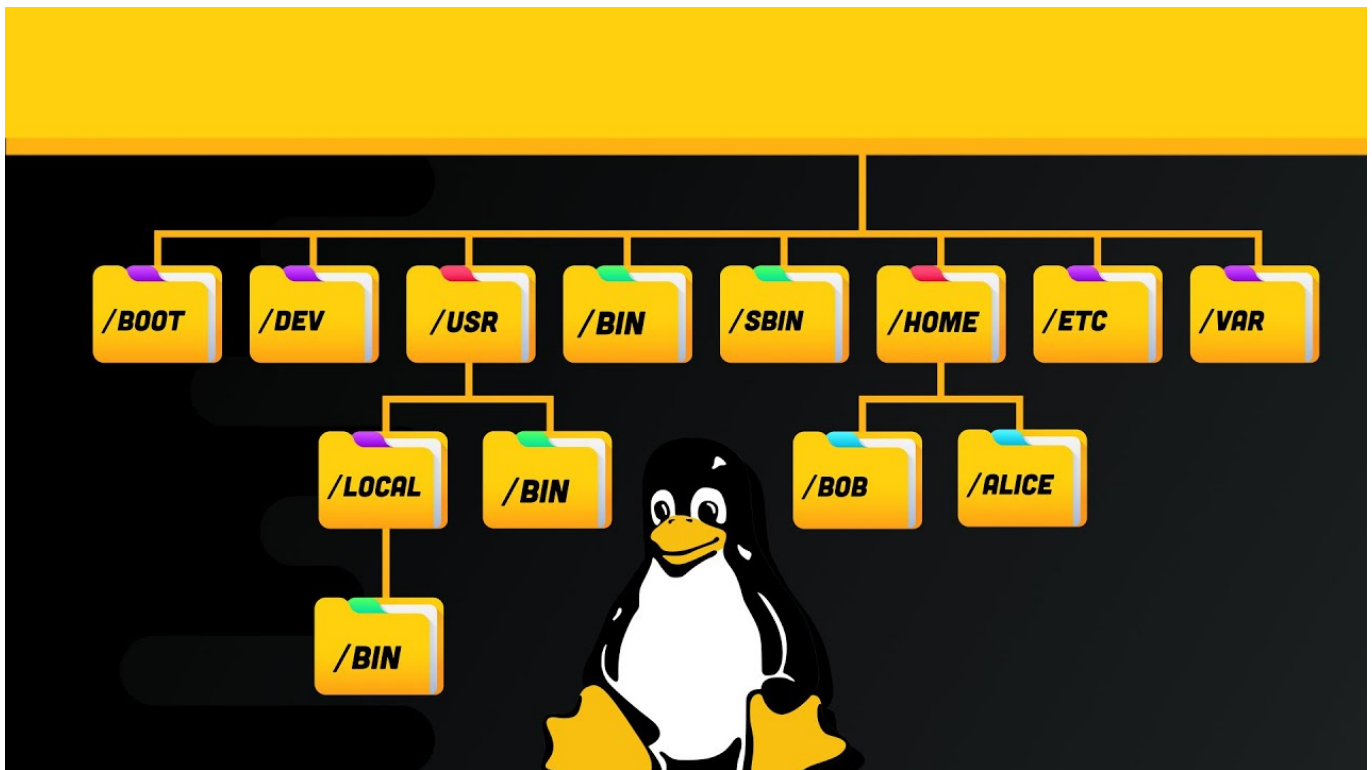 /BOOT
/DEV
/USR
/BIN
/SBIN
/HOME
/ETC
/VAR
/LOCAL
/BIN
/BOB
/ALICE
/BIN